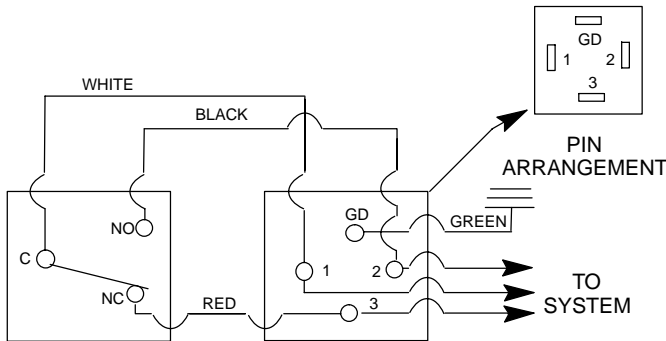 GD
1 2
3
WHITE
BLACK
PIN
ARRANGEMENT
NO
GD
GREEN
C
1
2
NC
RED
3
TO
SYSTEM